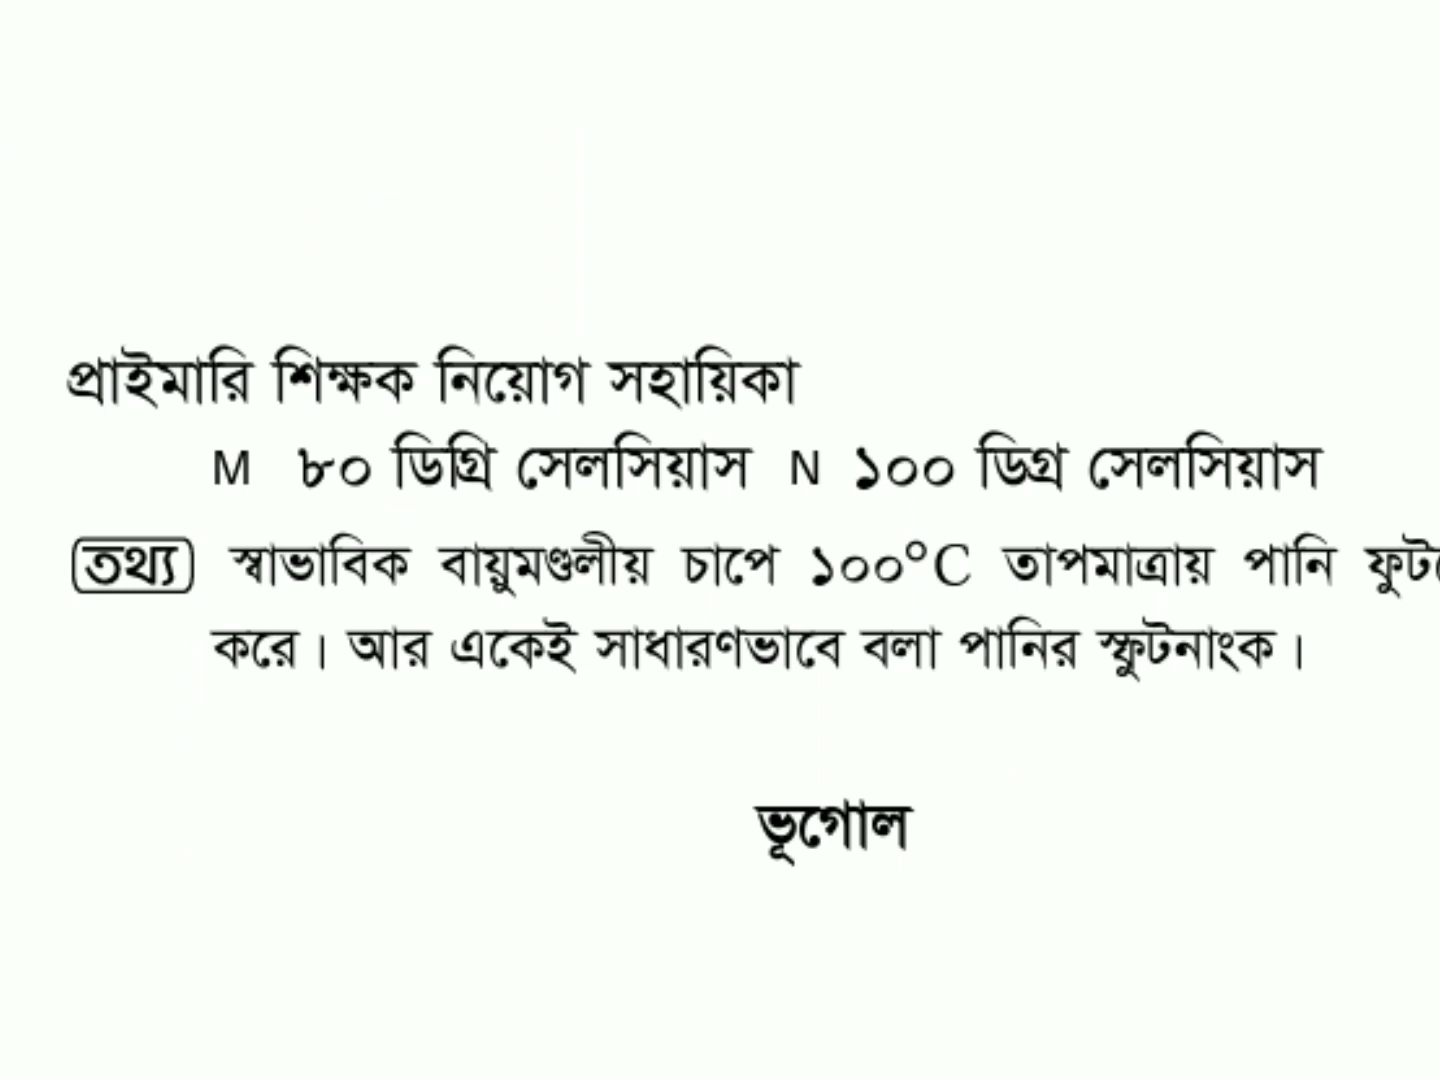 প্রাইমারি শিক্ষক নিয়োগ সহায়িকা
M ৮০ ডিগ্রি সেলসিয়াস N ১০০ ডিগ্র সেলসিয়াস
তথ্য স্বাভাবিক বায়ুমণ্ডলীয় চাপে ১০০°C তাপমাত্রায় পানি
করে। আর একেই সাধারণভাবে বলা পানির স্ফুটনাংক।
ভূগোল